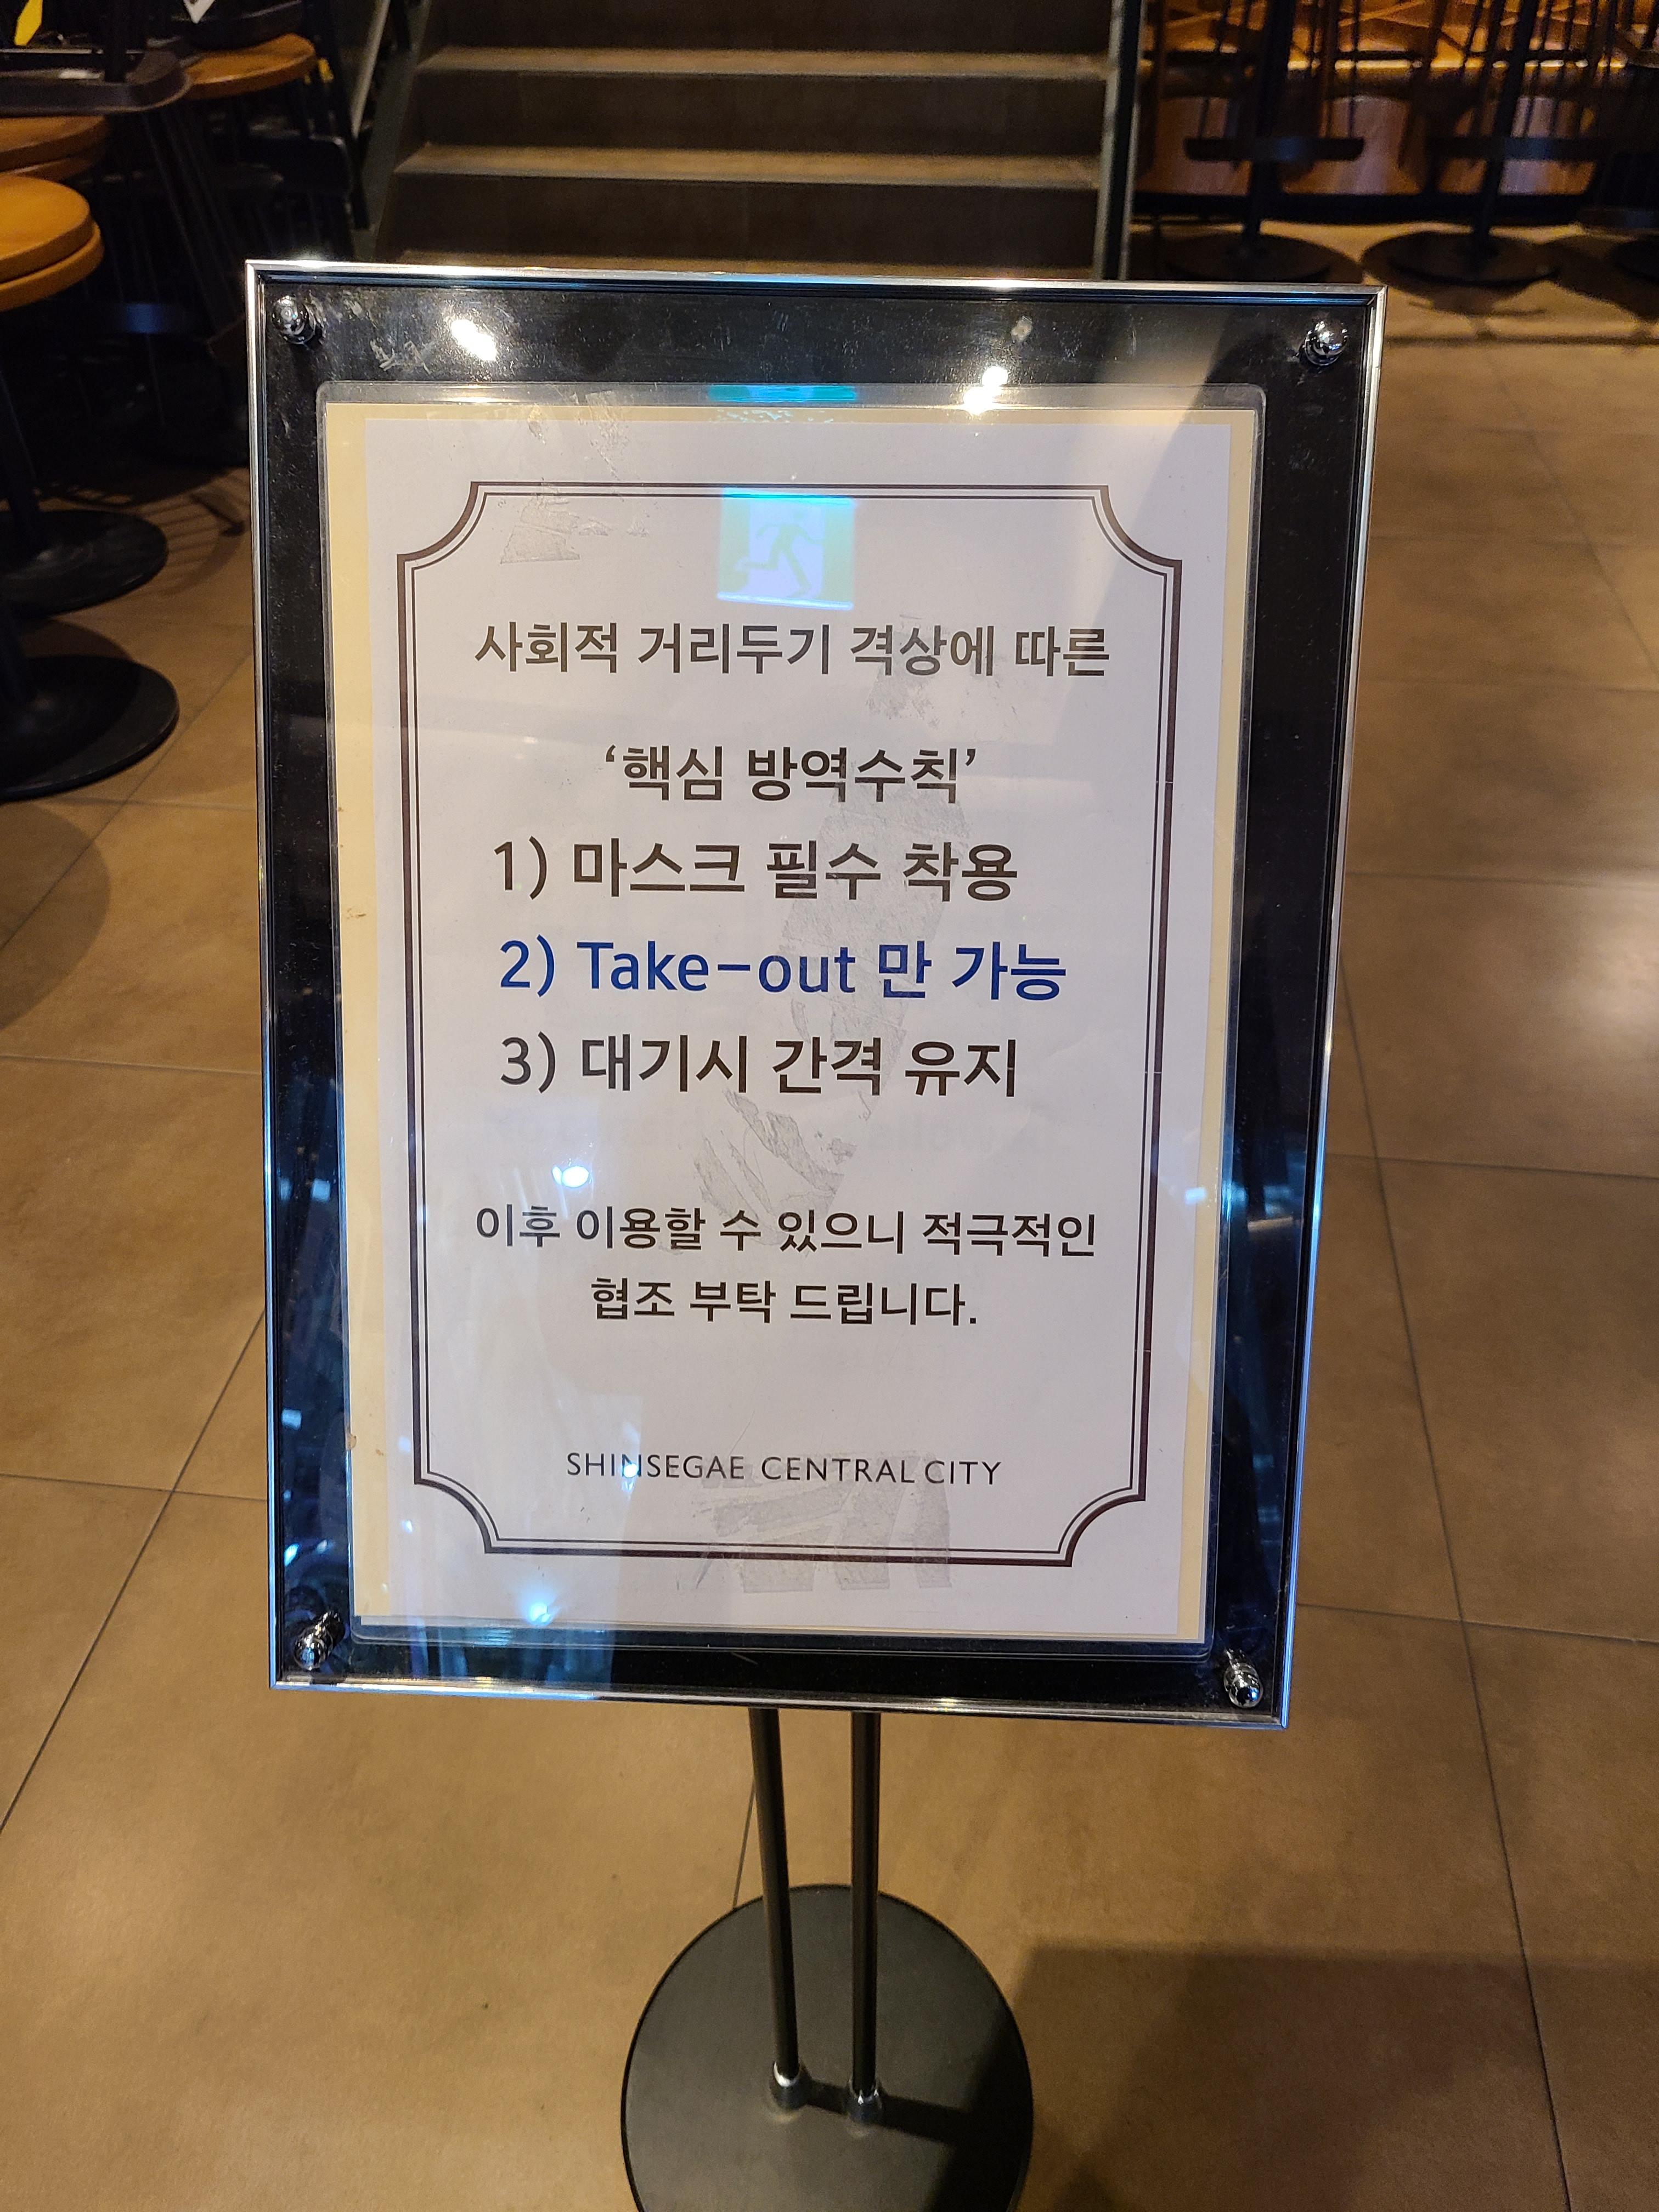 사회적 거리두기 격상에 따른
‘핵심 방역수칙’
1) 마스크 필수 착용
2) Take-out 만 가능
3) 대기시 간격 유지
이후 이용할 수 있으니 적극적인
협조 부탁 드립니다.
SHINSEGAE CENTRAL CITY